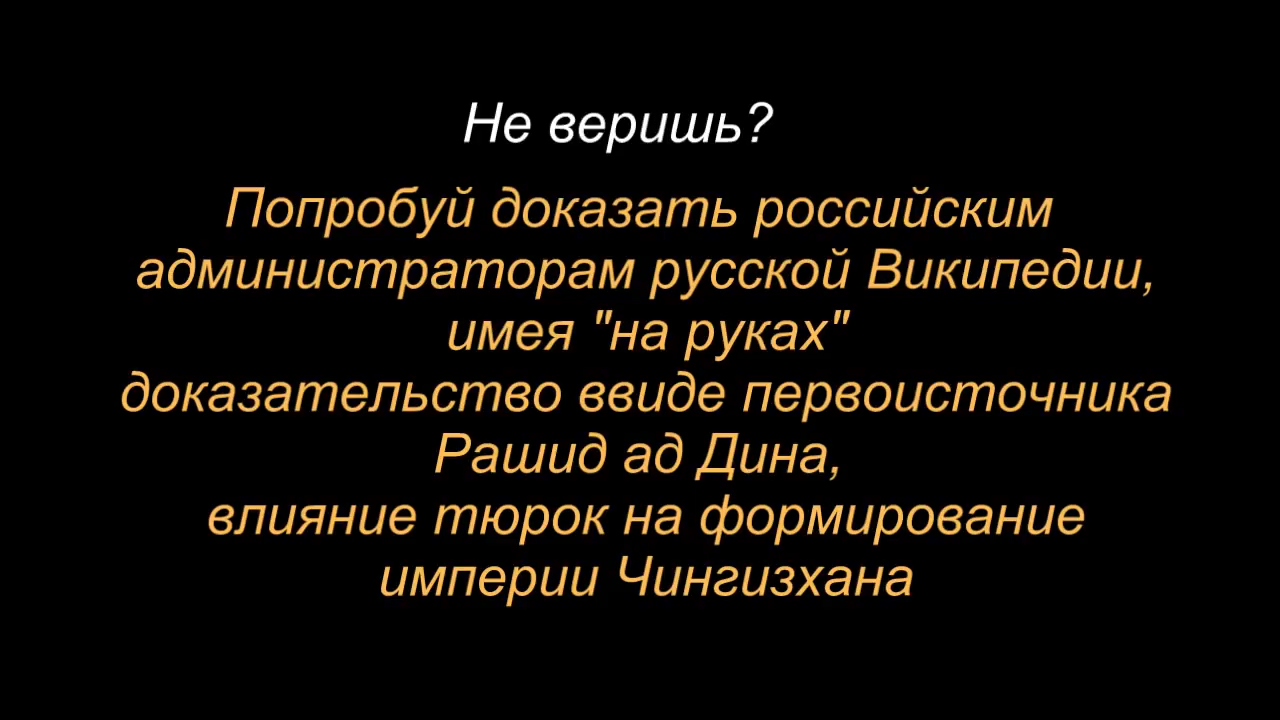 Не веришь?
Попробуй доказать российским
администраторам русской Википедии,
имея "на руках"
доказательство ввиде первоисточника
Рашид ад Дина,
влияние тюрок на формирование
империи Чингизхана